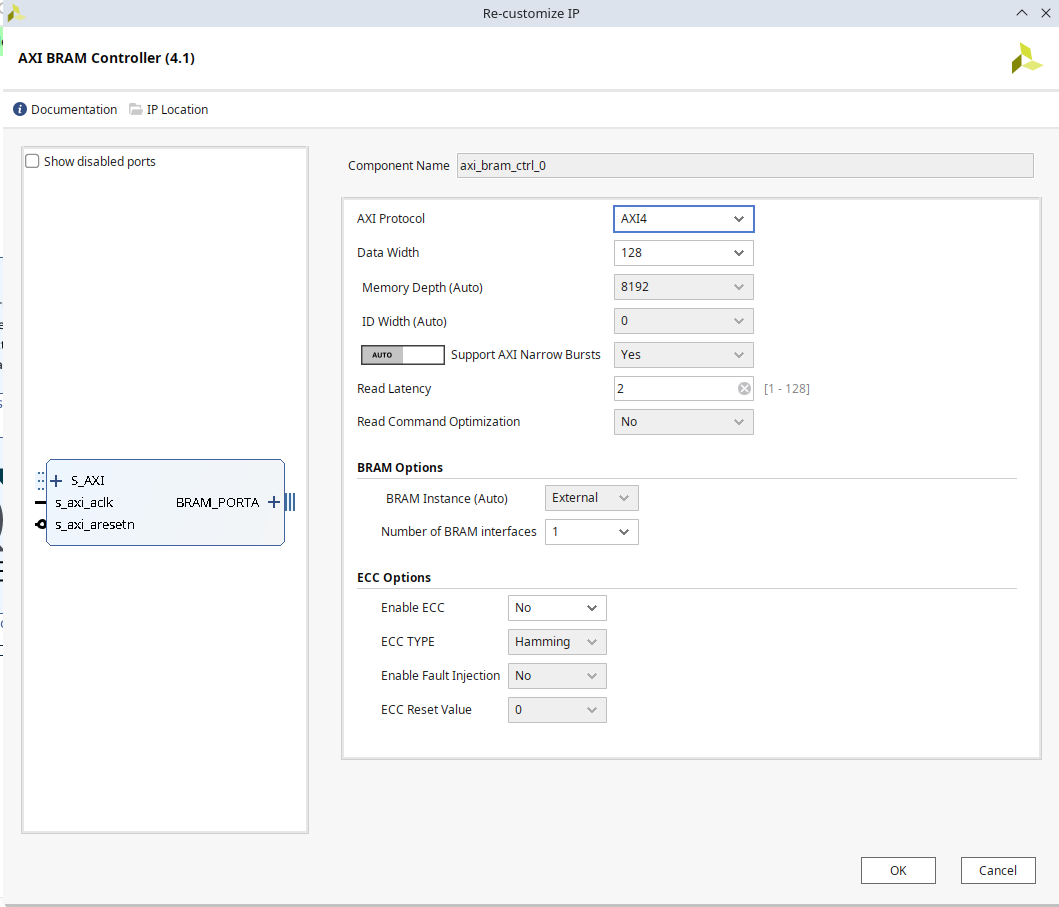 Re-customize IP
AXI BRAM Controller (4.1)
Documentation IP Location
Show disabled ports
S_AXI
s_axi_aclk BRAM_PORTA
s_axi_aresetn
Component Name axi_bram_ctrl_0
AXI Protocol AXI4
Data Width 128
Memory Depth (Auto) 8192
ID Width (Auto) 0
AUTO Support AXI Narrow Bursts Yes
Read Latency 2 [1 - 128]
Read Command Optimization No
BRAM Options
BRAM Instance (Auto) External
Number of BRAM interfaces 1
ECC Options
Enable ECC No
ECC TYPE Hamming
Enable Fault Injection No
ECC Reset Value 0
OK Cancel